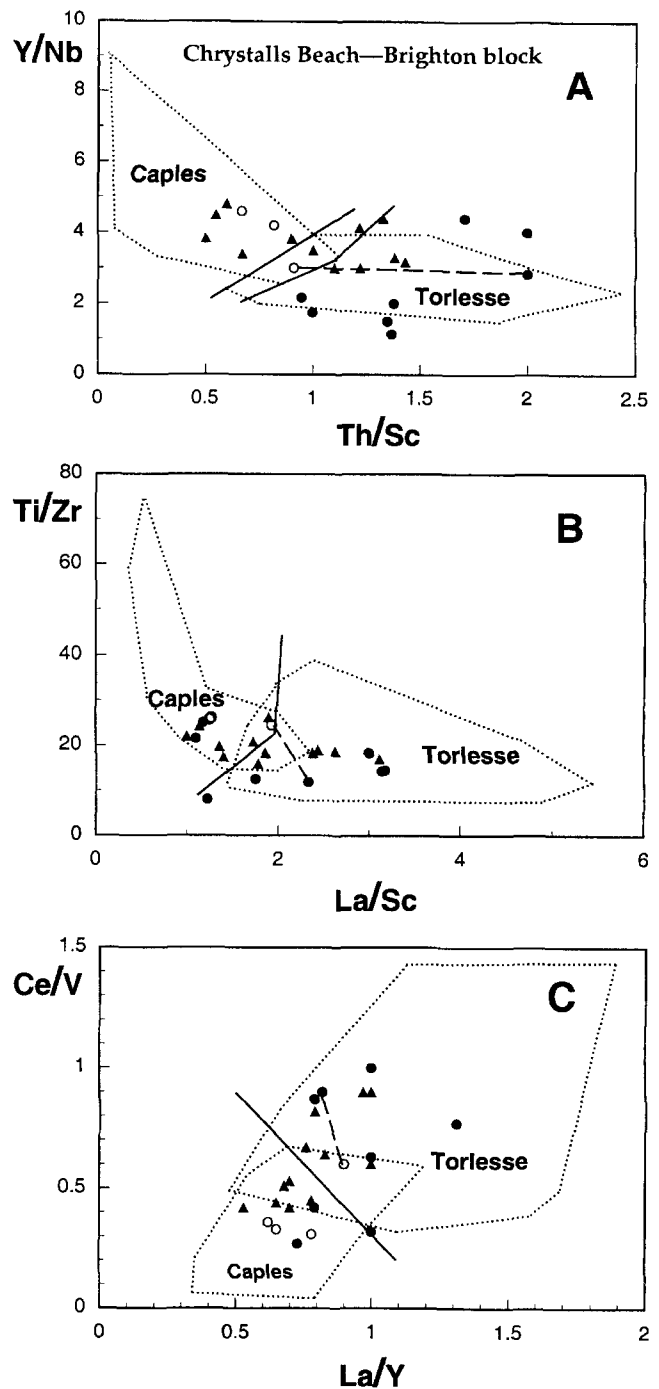 Y/Nb
10
8
6
4
2
0
Chrystalls Beach—Brighton block
A
Caples
Torlesse
0
0.5
1
1.5
2
2.5
Th/Sc
Ti/Zr
80
60
40
20
0
B
Caples
Torlesse
0
2
4
6
La/Sc
Ce/V
1.5
1
0.5
0
C
Torlesse
Caples
0
0.5
1
1.5
2
La/Y